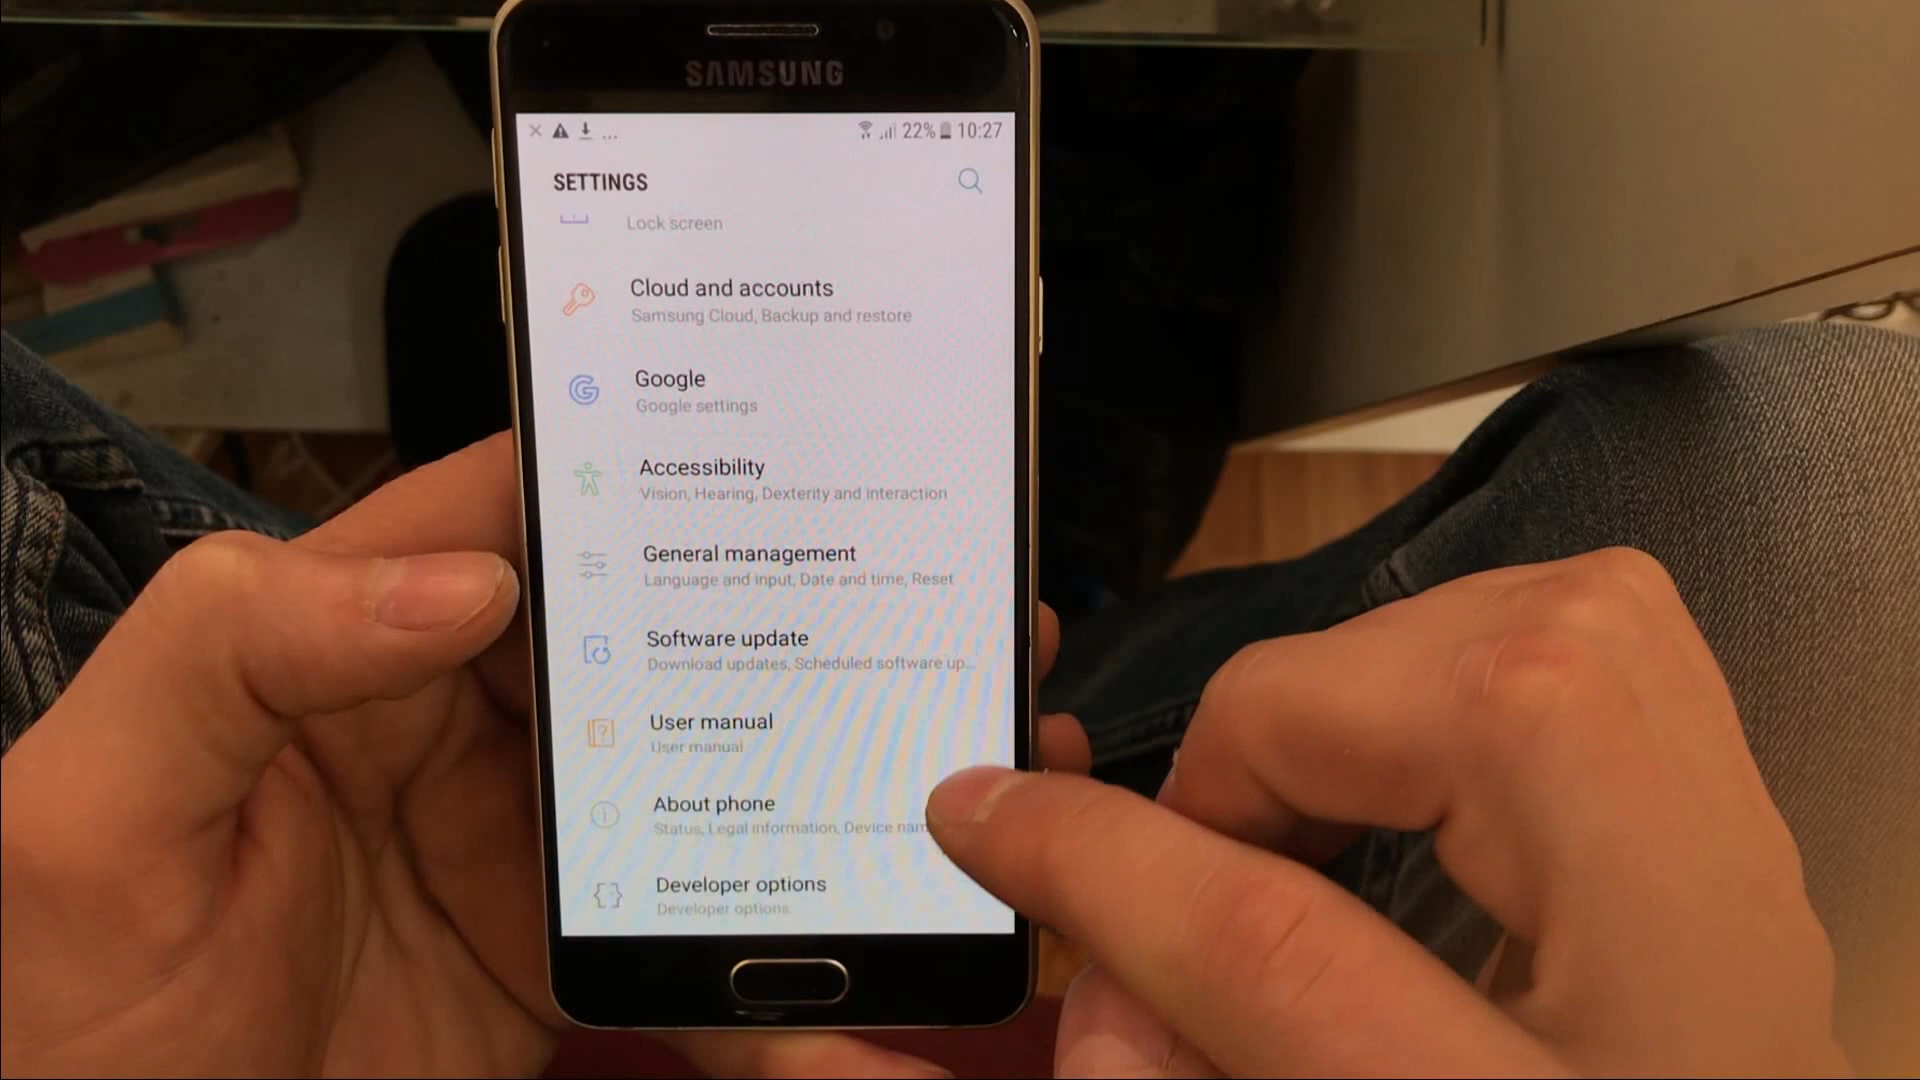 SAMSUNG
... 22% 10:27
SETTINGS
Lock screen
Cloud and accounts
Samsung Cloud, Backup and restore
Google
Google settings
Accessibility
Vision, Hearing, Dexterity and interaction
General management
Language and input, Date and time, Reset
Software update
Download updates, Scheduled software up...
User manual
User manual
About phone
Status, Legal information, Device nam
Developer options
Developer options